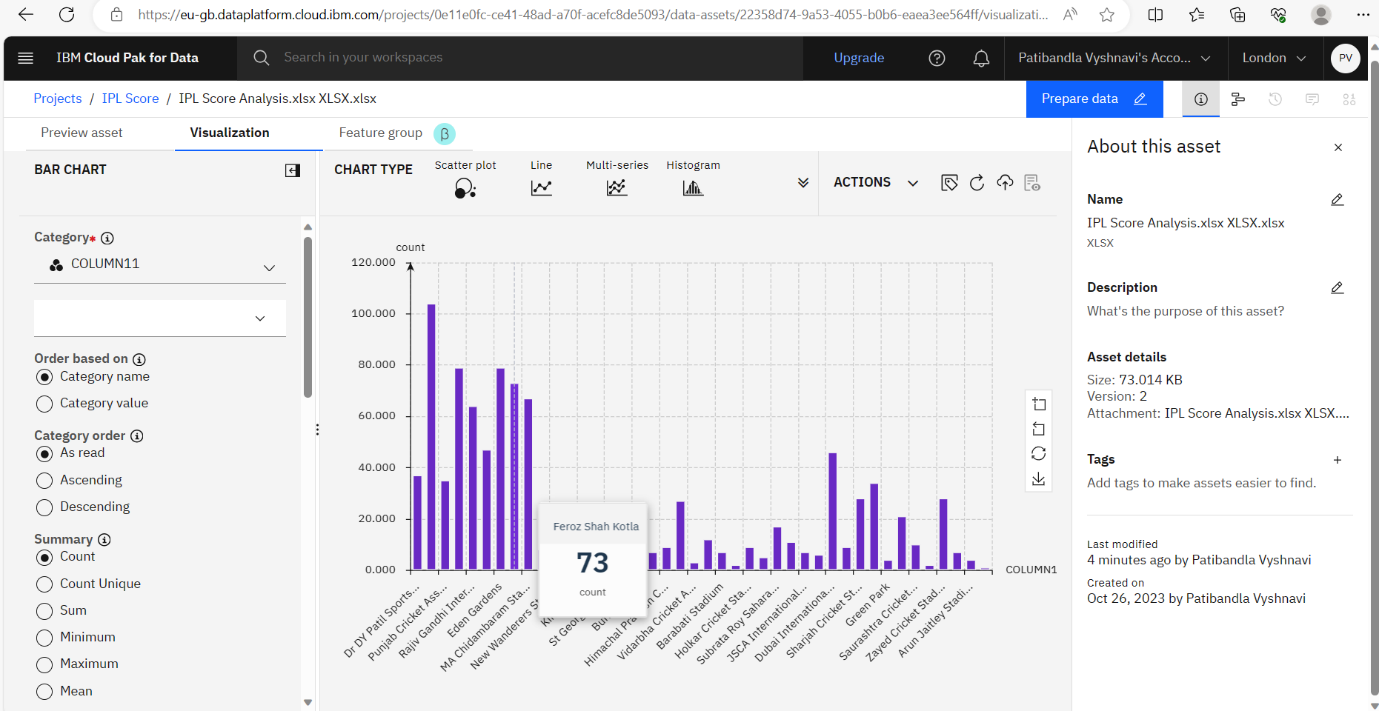 https://eu-gb.dataplatform.cloud.ibm.com/projects/0e11e0fc-ce41-48ad-a70f-acefc8de5093/data-assets/22358d74-9a53-4055-b0b6-eaea3ee564ff/visualizati...
IBM Cloud Pak for Data
Search in your workspaces
Upgrade
Patibandla Vyshnavi's Acco...
London
PV
Projects / IPL Score / IPL Score Analysis.xlsx XLSX.xlsx
Prepare data
Preview asset
Visualization
Feature group β
BAR CHART
Category*
COLUMN11
Order based on
Category name
Category value
Category order
As read
Ascending
Descending
Summary
Count
Count Unique
Sum
Minimum
Maximum
Mean
CHART TYPE
Scatter plot
Line
Multi-series
Histogram
ACTIONS
count
120.000
100.000
80.000
60.000
40.000
20.000
0.000
COLUMN1
Feroz Shah Kotla
73
count
Dr DY Patil Sports...
Punjab Cricket Ass...
Rajiv Gandhi Inter...
Eden Gardens
MA Chidambaram Sta...
New Wanderers St
St Geor
Himachal Pra
C...
Vidarbha Cricket A...
Barabati Stadium
Holkar Cricket Sta...
Subrata Roy Sahara...
JSCA International...
Dubai Internationa...
Sharjah Cricket St...
Green Park
Saurashtra Cricket...
Zayed Cricket Stad...
Arun Jaitley Stadi...
About this asset
Name
IPL Score Analysis.xlsx XLSX.xlsx
XLSX
Description
What's the purpose of this asset?
Asset details
Size: 73.014 KB
Version: 2
Attachment: IPL Score Analysis.xlsx XLSX....
Tags
Add tags to make assets easier to find.
Last modified
4 minutes ago by Patibandla Vyshnavi
Created on
Oct 26, 2023 by Patibandla Vyshnavi